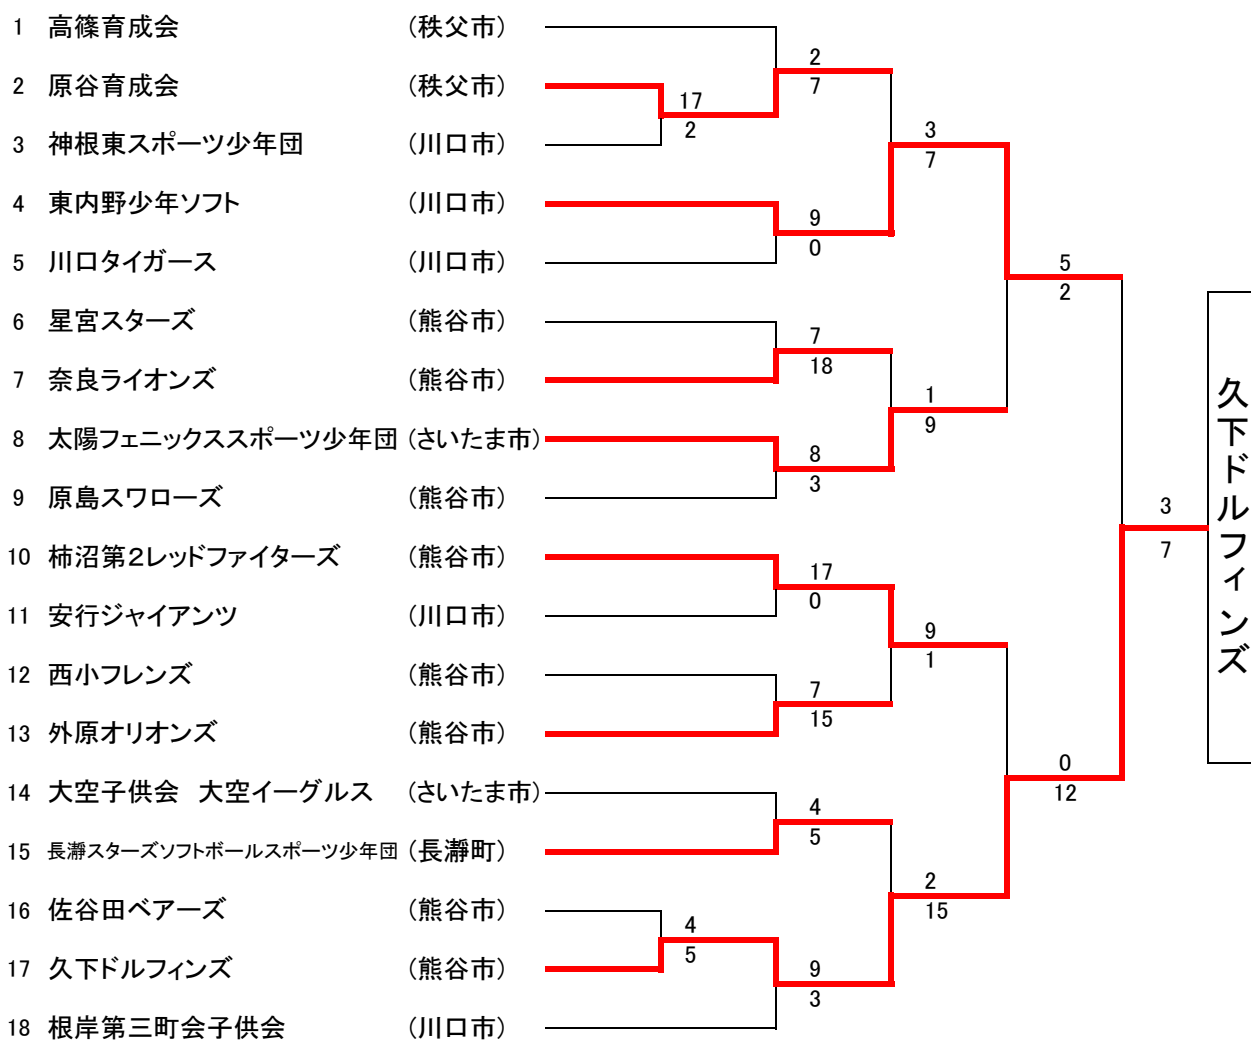 1 高篠育成会 (秩父市)
2 原谷育成会 (秩父市)
3 神根東スポーツ少年団 (川口市)
4 東内野少年ソフト (川口市)
5 川口タイガース (川口市)
6 星宮スターズ (熊谷市)
7 奈良ライオンズ (熊谷市)
8 太陽フェニックススポーツ少年団 (さいたま市)
9 原島スワローズ (熊谷市)
10 柿沼第2レッドファイターズ (熊谷市)
11 安行ジャイアンツ (川口市)
12 西小フレンズ (熊谷市)
13 外原オリオンズ (熊谷市)
14 大空子供会 大空イーグルス (さいたま市)
15 長瀞スターズソフトボールスポーツ少年団 (長瀞町)
16 佐谷田ベアーズ (熊谷市)
17 久下ドルフィンズ (熊谷市)
18 根岸第三町会子供会 (川口市)
17
2
4
5
2
7
9
0
7
18
8
3
17
0
7
15
4
5
9
3
3
7
1
9
9
1
2
15
5
2
0
12
3
7
久下ドルフィンズ